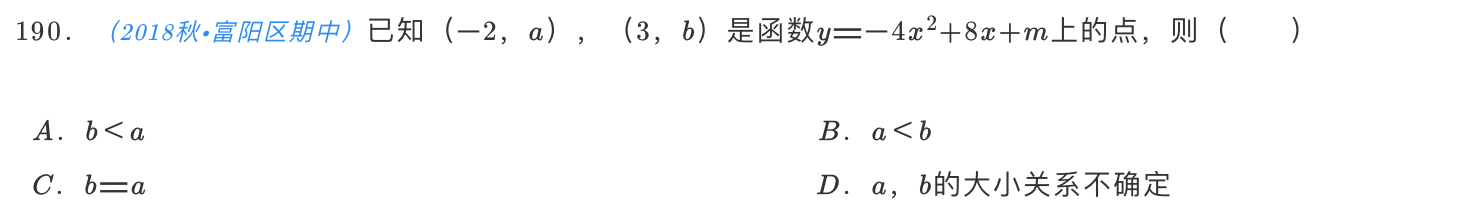 190. （2018秋•富阳区期中）已知（−2，a），（3，b）是函数y=−4x²+8x+m上的点，则（　　）
A. b<a
B. a<b
C. b=a
D. a，b的大小关系不确定